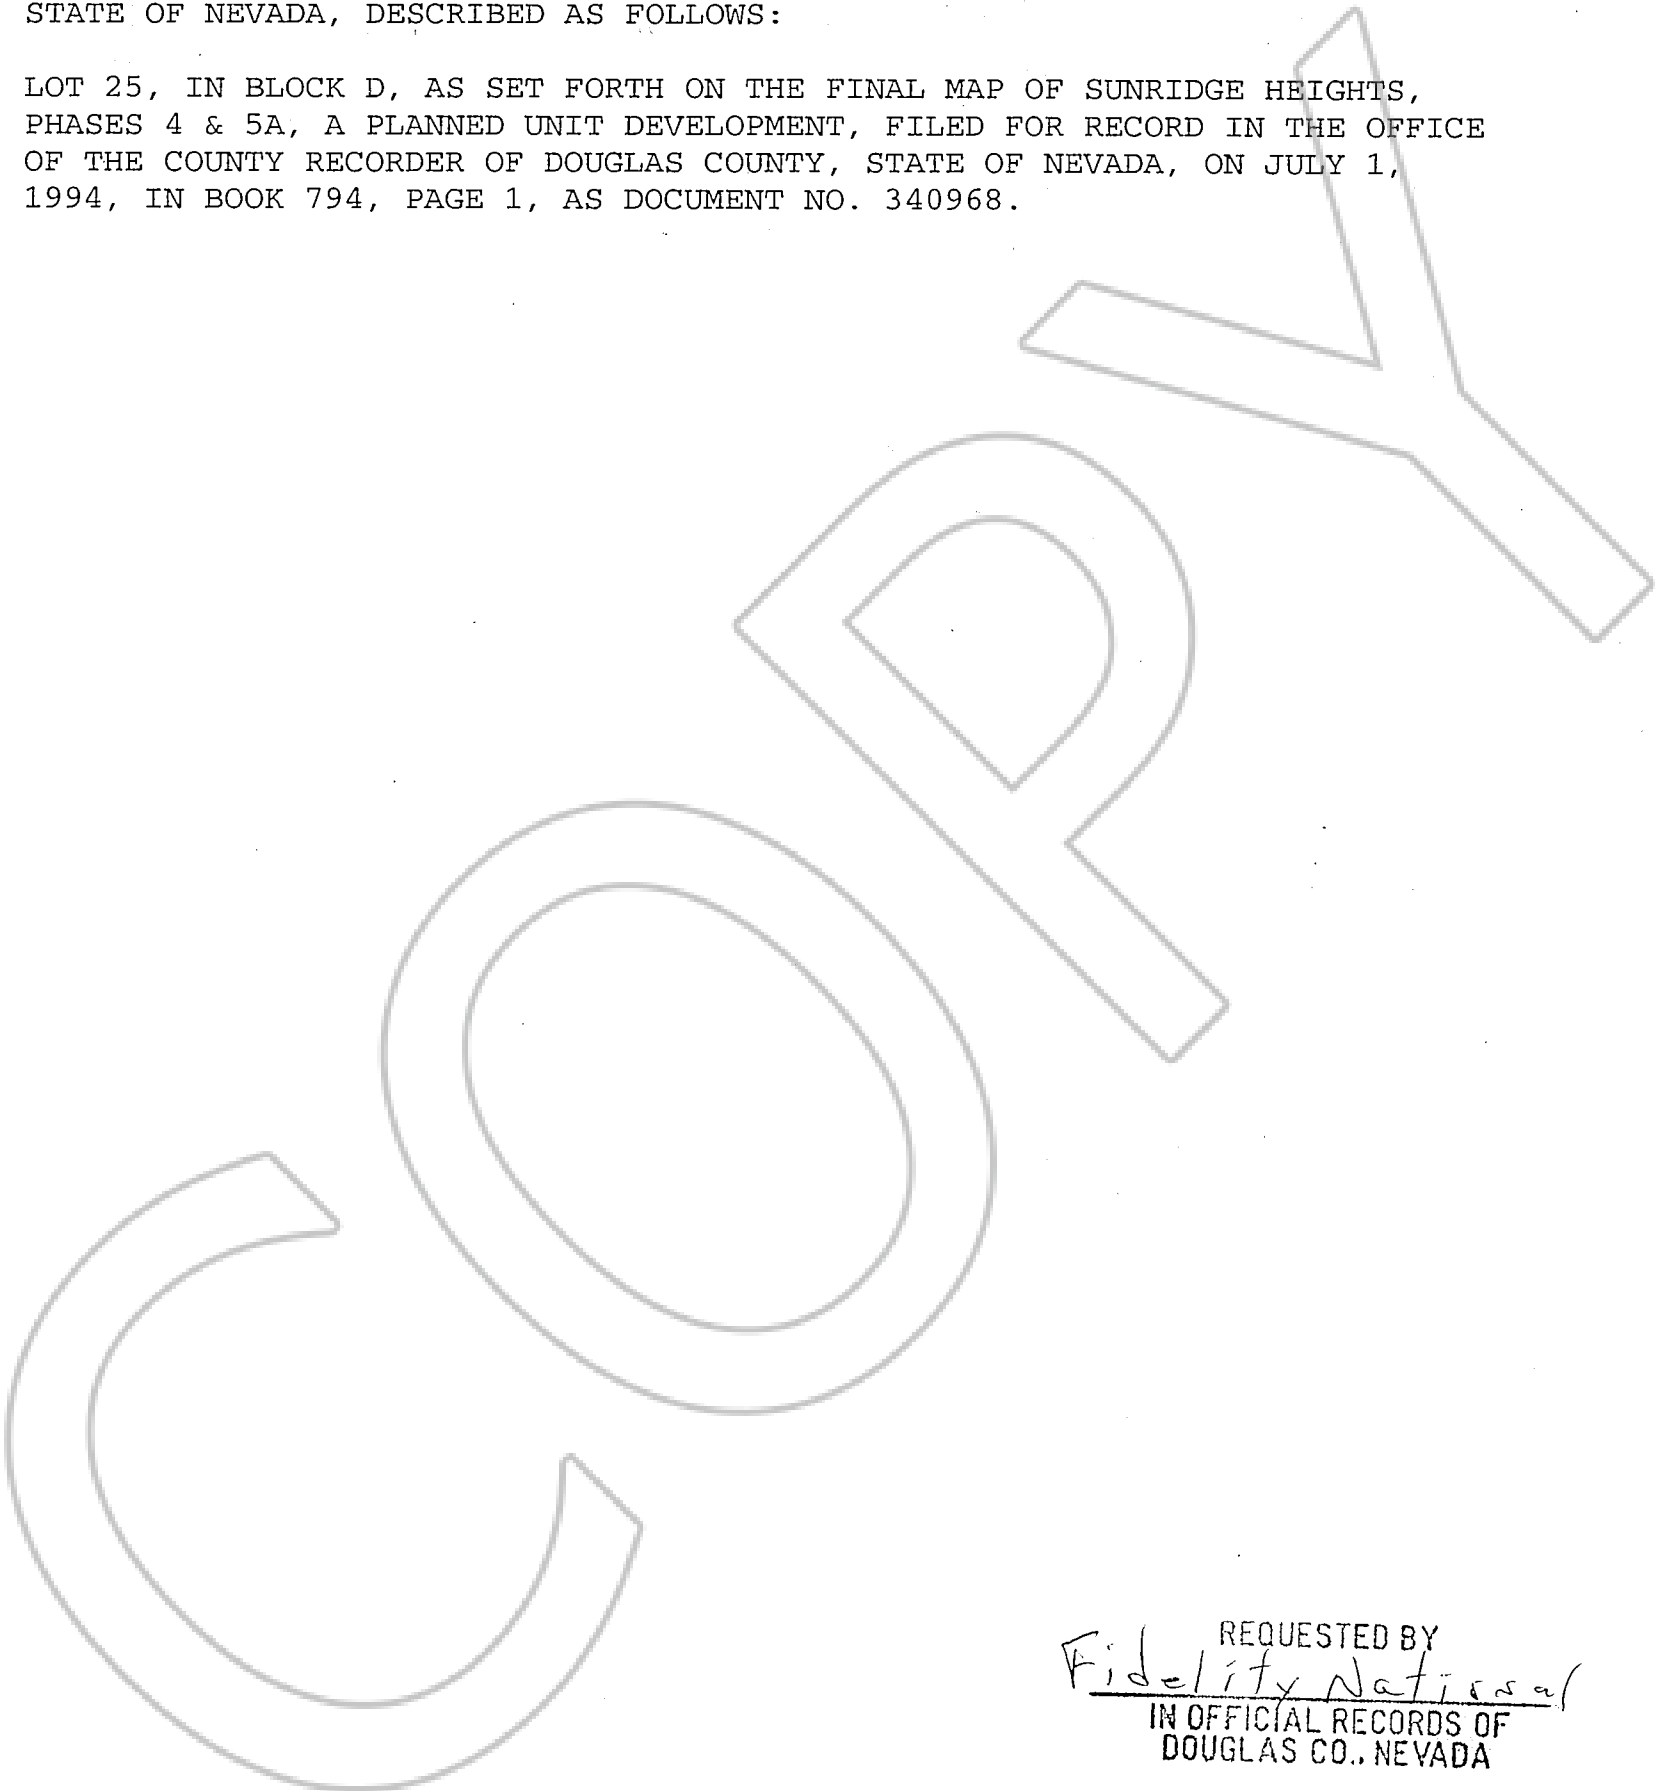 STATE OF NEVADA, DESCRIBED AS FOLLOWS:
LOT 25, IN BLOCK D, AS SET FORTH ON THE FINAL MAP OF SUNRIDGE HEIGHTS,
PHASES 4 & 5A, A PLANNED UNIT DEVELOPMENT, FILED FOR RECORD IN THE OFFICE
OF THE COUNTY RECORDER OF DOUGLAS COUNTY, STATE OF NEVADA, ON JULY 1,
1994, IN BOOK 794, PAGE 1, AS DOCUMENT NO. 340968.
COPY
REQUESTED BY
Fidelity National
IN OFFICIAL RECORDS OF
DOUGLAS CO., NEVADA